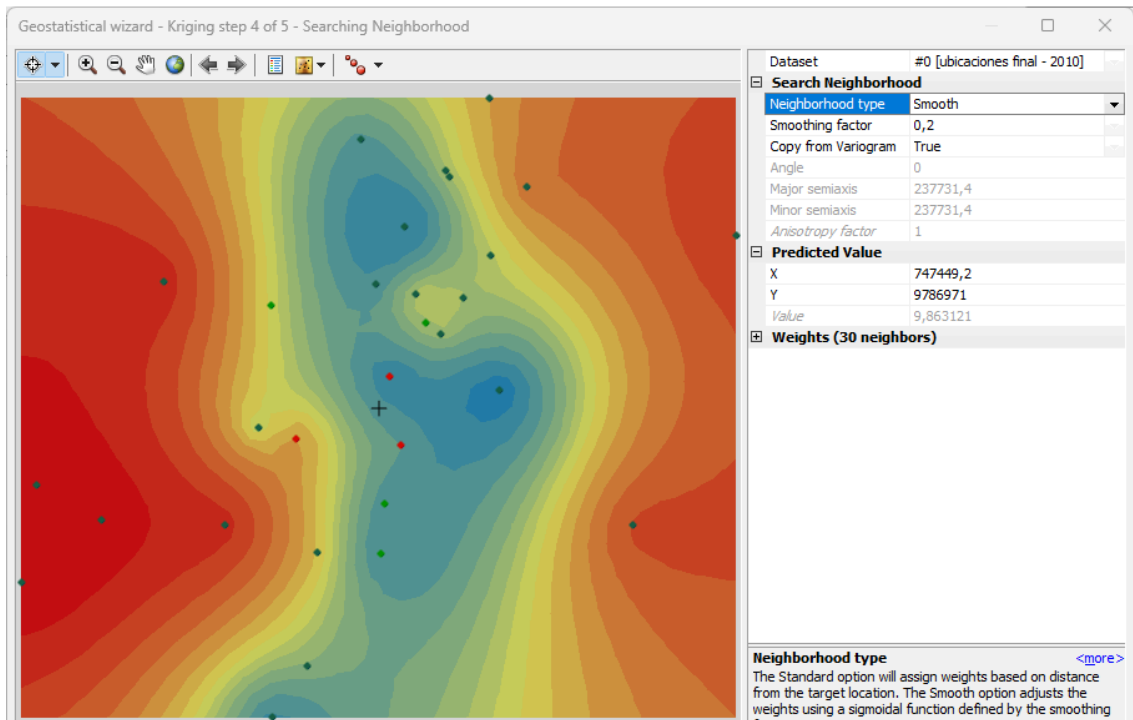 Geostatistical wizard - Kriging step 4 of 5 - Searching Neighborhood
Dataset #0 [ubicaciones final - 2010]
Search Neighborhood
Neighborhood type Smooth
Smoothing factor 0,2
Copy from Variogram True
Angle 0
Major semiaxis 237731,4
Minor semiaxis 237731,4
Anisotropy factor 1
Predicted Value
X 747449,2
Y 9786971
Value 9,863121
Weights (30 neighbors)
Neighborhood type <more>
The Standard option will assign weights based on distance
from the target location. The Smooth option adjusts the
weights using a sigmoidal function defined by the smoothing